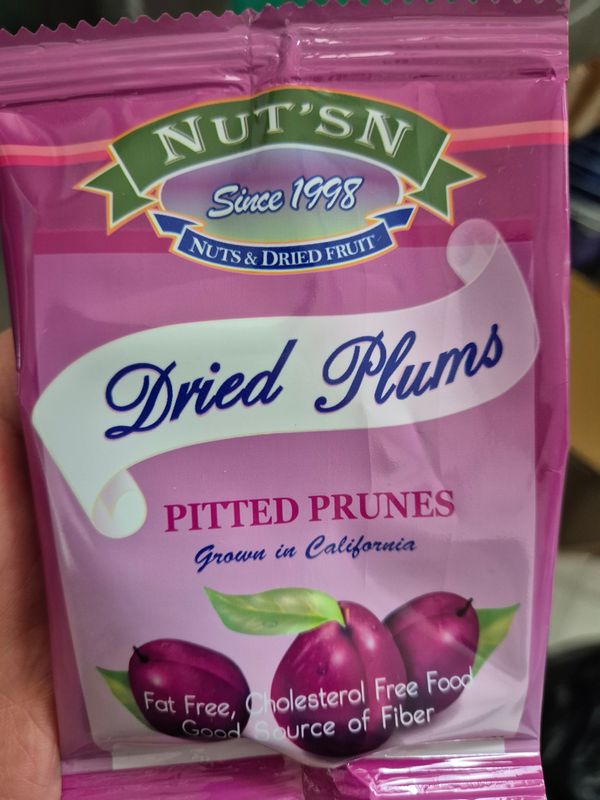 NUT'SN
Since 1998
NUTS & DRIED FRUIT
Dried Plums
PITTED PRUNES
Grown in California
Fat Free, Cholesterol Free Food
Good Source of Fiber